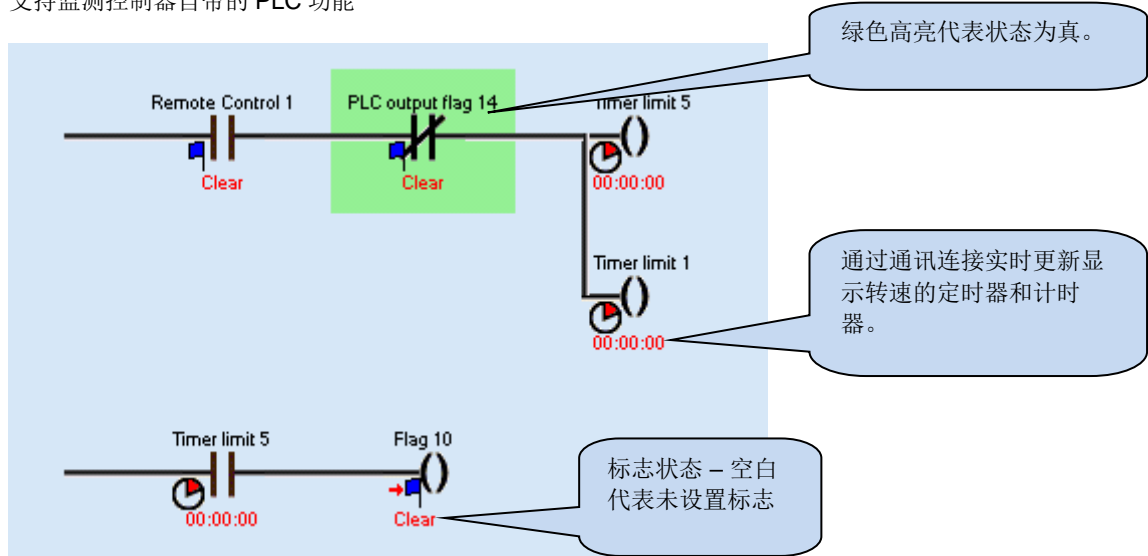 支持监测控制器自带的 PLC 功能
绿色高亮代表状态为真。
Remote Control 1
PLC output flag 14
Timer limit 5
Clear
Clear
00:00:00
Timer limit 1
00:00:00
通过通讯连接实时更新显
示转速的定时器和计时
器。
Timer limit 5
Flag 10
00:00:00
Clear
标志状态 – 空白
代表未设置标志